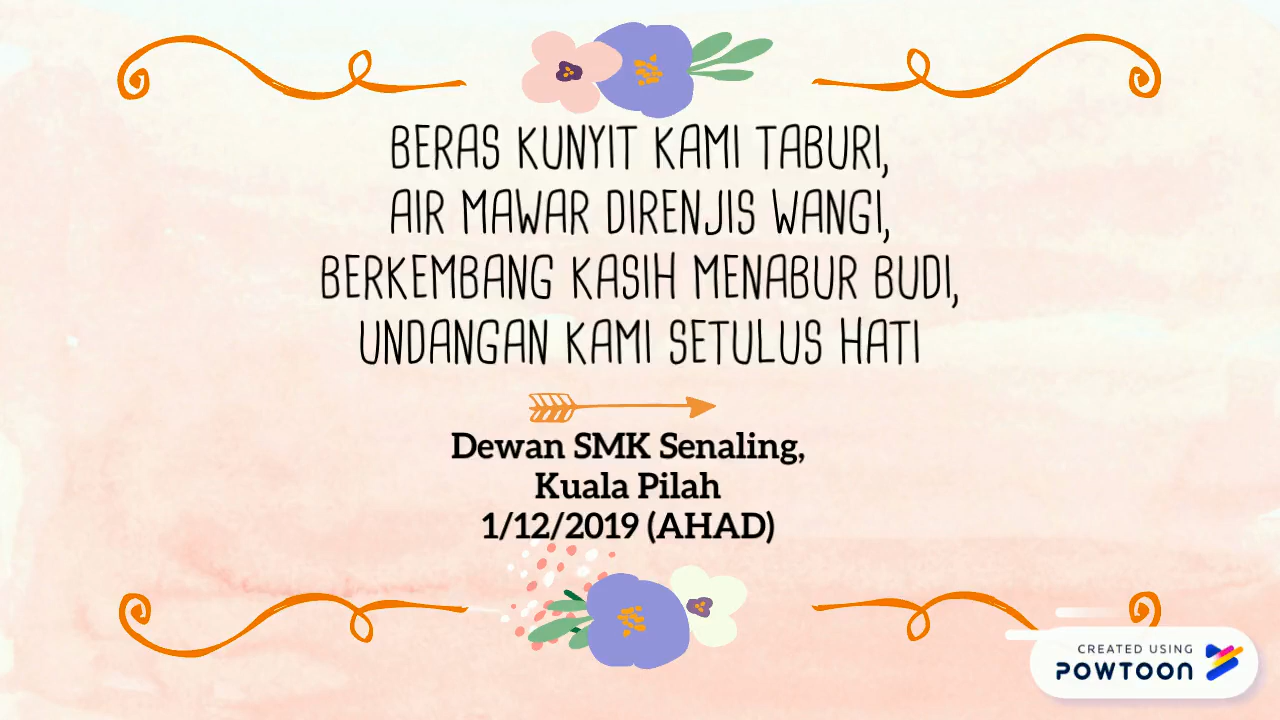 BERAS KUNYIT KAMI TABURI,
AIR MAWAR DIRENJIS WANGI,
BERKEMBANG KASIH MENABUR BUDI,
UNDANGAN KAMI SETULUS HATI
Dewan SMK Senaling,
Kuala Pilah
1/12/2019 (AHAD)
CREATED USING
POWTOON